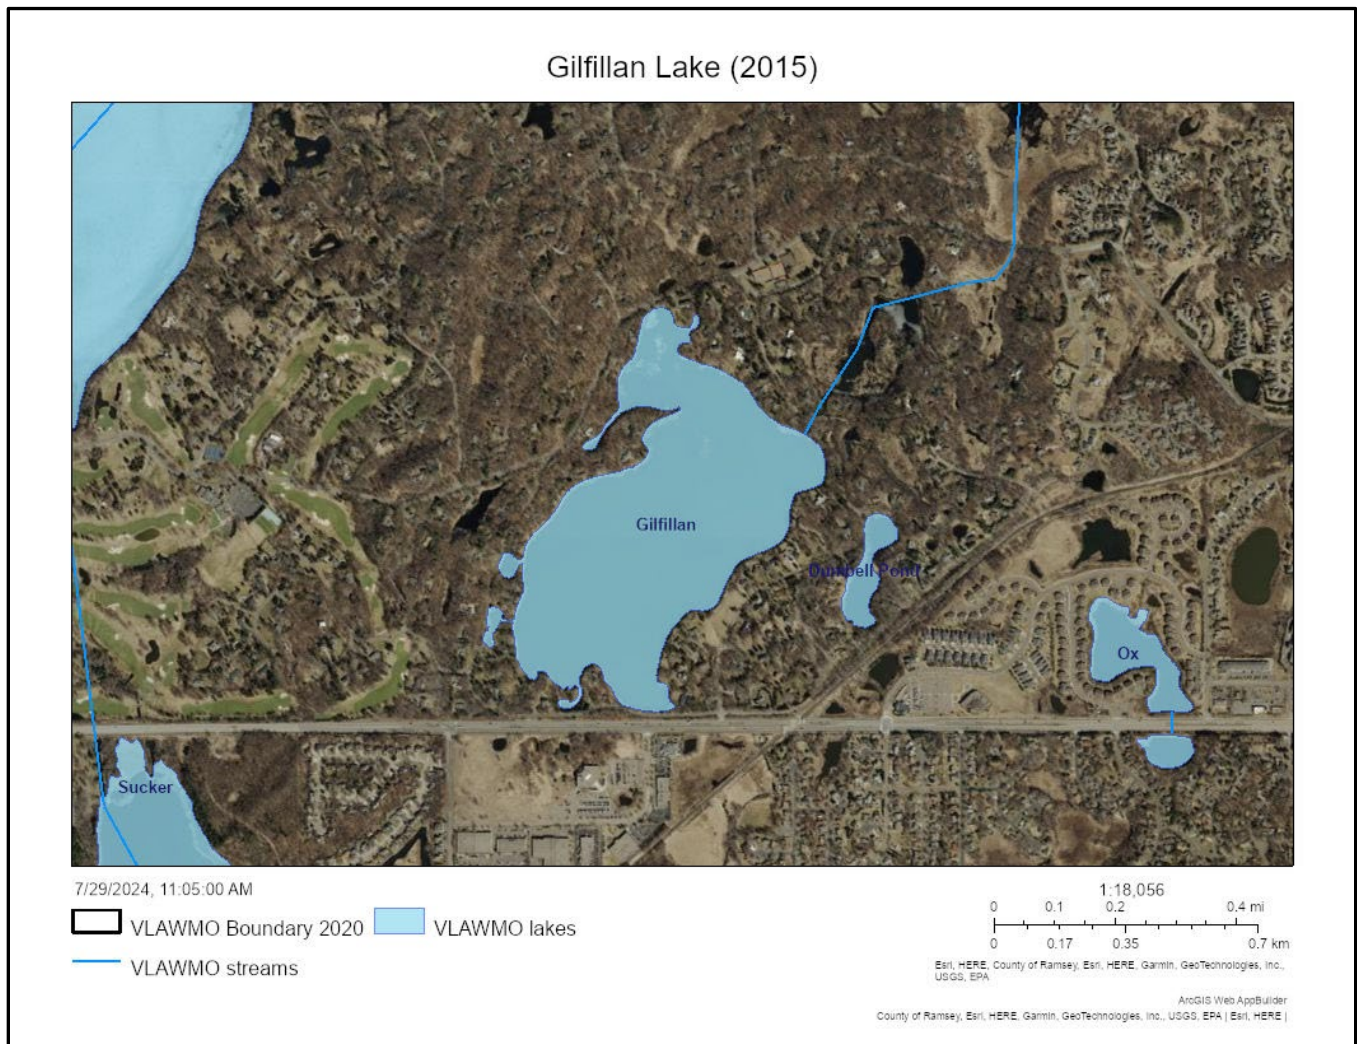 Gilfillan Lake (2015)
Gilfillan
Dumpell Pond
Ox
Sucker
7/29/2024, 11:05:00 AM
VLAWMO Boundary 2020
VLAWMO lakes
VLAWMO streams
1:18,056
0 0.1 0.2 0.4 mi
0 0.17 0.35 0.7 km
Esri, HERE, County of Ramsey, Esri, HERE, Garmin, GeoTechnologies, Inc.,
USGS, EPA
ArcGIS Web AppBuilder
County of Ramsey, Esri, HERE, Garmin, GeoTechnologies, Inc., USGS, EPA | Esri, HERE |